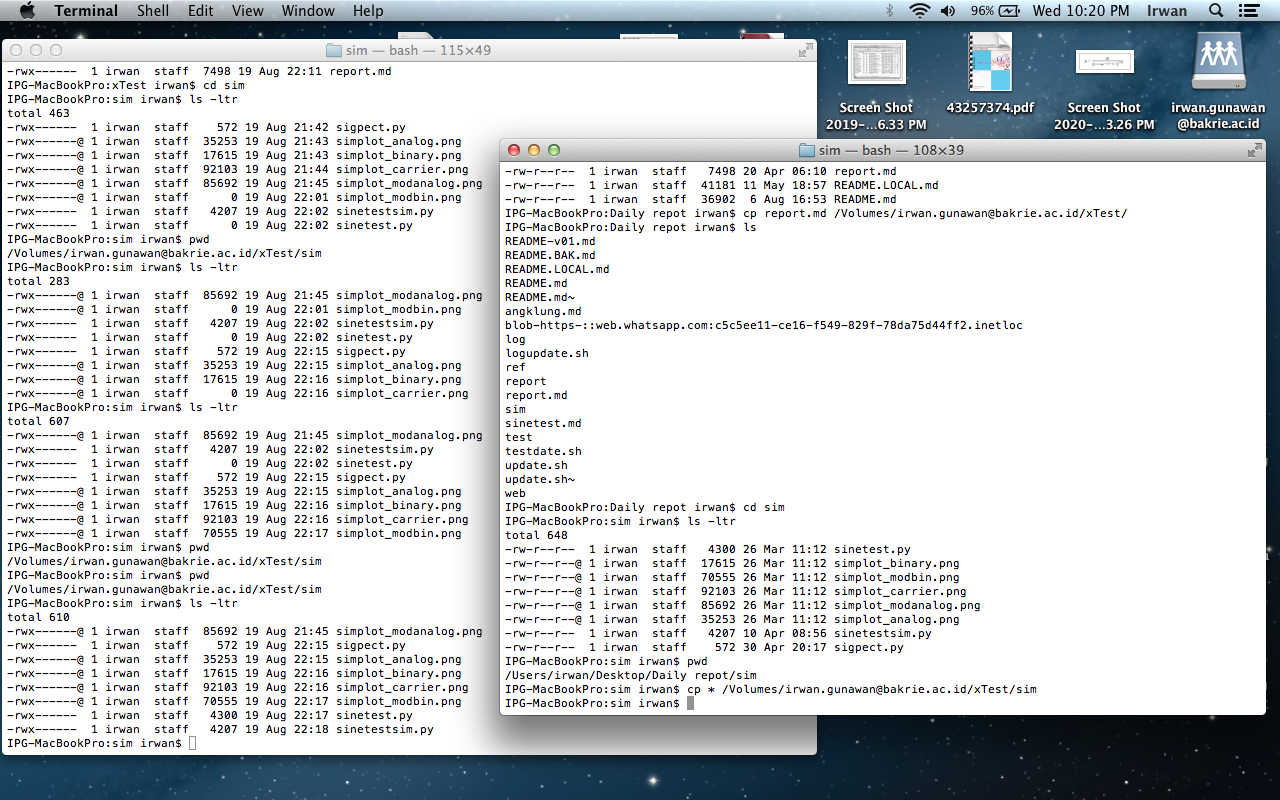 Terminal Shell Edit View Window Help 96% Wed 10:20 PM Irwan
sim — bash — 115×49
-rwx------ 1 irwan staff 7498 19 Aug 22:11 report.md
IPG-MacBookPro:xTest irwan$ cd sim
IPG-MacBookPro:sim irwan$ ls -ltr
total 463
-rwx------ 1 irwan staff 572 19 Aug 21:42 sigpect.py
-rwx------@ 1 irwan staff 35253 19 Aug 21:43 simplot_analog.png
-rwx------@ 1 irwan staff 17615 19 Aug 21:43 simplot_binary.png
-rwx------@ 1 irwan staff 92103 19 Aug 21:44 simplot_carrier.png
-rwx------@ 1 irwan staff 85692 19 Aug 21:45 simplot_modanalog.png
-rwx------@ 1 irwan staff 0 19 Aug 22:01 simplot_modbin.png
-rwx------ 1 irwan staff 4207 19 Aug 22:02 sinetestsim.py
-rwx------ 1 irwan staff 0 19 Aug 22:02 sinetest.py
IPG-MacBookPro:sim irwan$ pwd
/Volumes/irwan.gunawan@bakrie.ac.id/xTest/sim
IPG-MacBookPro:sim irwan$ ls -ltr
total 283
-rwx------@ 1 irwan staff 85692 19 Aug 21:45 simplot_modanalog.png
-rwx------@ 1 irwan staff 0 19 Aug 22:01 simplot_modbin.png
-rwx------ 1 irwan staff 4207 19 Aug 22:02 sinetestsim.py
-rwx------ 1 irwan staff 0 19 Aug 22:02 sinetest.py
-rwx------ 1 irwan staff 572 19 Aug 22:15 sigpect.py
-rwx------@ 1 irwan staff 35253 19 Aug 22:15 simplot_analog.png
-rwx------@ 1 irwan staff 17615 19 Aug 22:16 simplot_binary.png
-rwx------@ 1 irwan staff 0 19 Aug 22:16 simplot_carrier.png
IPG-MacBookPro:sim irwan$ ls -ltr
total 607
-rwx------@ 1 irwan staff 85692 19 Aug 21:45 simplot_modanalog.png
-rwx------ 1 irwan staff 4207 19 Aug 22:02 sinetestsim.py
-rwx------ 1 irwan staff 0 19 Aug 22:02 sinetest.py
-rwx------ 1 irwan staff 572 19 Aug 22:15 sigpect.py
-rwx------@ 1 irwan staff 35253 19 Aug 22:15 simplot_analog.png
-rwx------@ 1 irwan staff 17615 19 Aug 22:16 simplot_binary.png
-rwx------@ 1 irwan staff 92103 19 Aug 22:16 simplot_carrier.png
-rwx------@ 1 irwan staff 70555 19 Aug 22:17 simplot_modbin.png
IPG-MacBookPro:sim irwan$ pwd
/Volumes/irwan.gunawan@bakrie.ac.id/xTest/sim
IPG-MacBookPro:sim irwan$ pwd
/Volumes/irwan.gunawan@bakrie.ac.id/xTest/sim
IPG-MacBookPro:sim irwan$ ls -ltr
total 610
-rwx------@ 1 irwan staff 85692 19 Aug 21:45 simplot_modanalog.png
-rwx------ 1 irwan staff 572 19 Aug 22:15 sigpect.py
-rwx------@ 1 irwan staff 35253 19 Aug 22:15 simplot_analog.png
-rwx------@ 1 irwan staff 17615 19 Aug 22:16 simplot_binary.png
-rwx------@ 1 irwan staff 92103 19 Aug 22:16 simplot_carrier.png
-rwx------@ 1 irwan staff 70555 19 Aug 22:17 simplot_modbin.png
-rwx------ 1 irwan staff 4300 19 Aug 22:17 sinetest.py
-rwx------ 1 irwan staff 4207 19 Aug 22:18 sinetestsim.py
IPG-MacBookPro:sim irwan$
Screen Shot
2019-...6.33 PM
43257374.pdf
Screen Shot
2020-...3.26 PM
irwan.gunawan
@bakrie.ac.id
sim — bash — 108×39
-rw-r--r-- 1 irwan staff 7498 20 Apr 06:10 report.md
-rw-r--r-- 1 irwan staff 41181 11 May 18:57 README.LOCAL.md
-rw-r--r-- 1 irwan staff 36902 6 Aug 16:53 README.md
IPG-MacBookPro:Daily repot irwan$ cp report.md /Volumes/irwan.gunawan@bakrie.ac.id/xTest/
IPG-MacBookPro:Daily repot irwan$ ls
README-v01.md
README.BAK.md
README.LOCAL.md
README.md
README.md~
angklung.md
blob-https-::web.whatsapp.com:c5c5ee11-ce16-f549-829f-78da75d44ff2.inetloc
log
logupdate.sh
ref
report
report.md
sim
sinetest.md
test
testdate.sh
update.sh
update.sh~
web
IPG-MacBookPro:Daily repot irwan$ cd sim
IPG-MacBookPro:sim irwan$ ls -ltr
total 648
-rw-r--r-- 1 irwan staff 4300 26 Mar 11:12 sinetest.py
-rw-r--r--@ 1 irwan staff 17615 26 Mar 11:12 simplot_binary.png
-rw-r--r--@ 1 irwan staff 70555 26 Mar 11:12 simplot_modbin.png
-rw-r--r--@ 1 irwan staff 92103 26 Mar 11:12 simplot_carrier.png
-rw-r--r--@ 1 irwan staff 85692 26 Mar 11:12 simplot_modanalog.png
-rw-r--r--@ 1 irwan staff 35253 26 Mar 11:12 simplot_analog.png
-rw-r--r-- 1 irwan staff 4207 10 Apr 08:56 sinetestsim.py
-rw-r--r-- 1 irwan staff 572 30 Apr 20:17 sigpect.py
IPG-MacBookPro:sim irwan$ pwd
/Users/irwan/Desktop/Daily repot/sim
IPG-MacBookPro:sim irwan$ cp * /Volumes/irwan.gunawan@bakrie.ac.id/xTest/sim
IPG-MacBookPro:sim irwan$